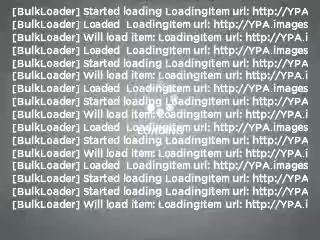 [BulkLoader] Started loading LoadingItem url: http://YPA
[BulkLoader] Loaded LoadingItem url: http://YPA.images
[BulkLoader] Will load item: LoadingItem url: http://YPA.i
[BulkLoader] Loaded LoadingItem url: http://YPA.images
[BulkLoader] Started loading LoadingItem url: http://YPA
[BulkLoader] Will load item: LoadingItem url: http://YPA.i
[BulkLoader] Loaded LoadingItem url: http://YPA.images
[BulkLoader] Started loading LoadingItem url: http://YPA
[BulkLoader] Will load item: LoadingItem url: http://YPA.i
[BulkLoader] Loaded LoadingItem url: http://YPA.images
LOADING
[BulkLoader] Started loading LoadingItem url: http://YPA
[BulkLoader] Will load item: LoadingItem url: http://YPA.i
[BulkLoader] Loaded LoadingItem url: http://YPA.images
[BulkLoader] Started loading LoadingItem url: http://YPA
[BulkLoader] Started loading LoadingItem url: http://YPA
[BulkLoader] Will load item: LoadingItem url: http://YPA.i